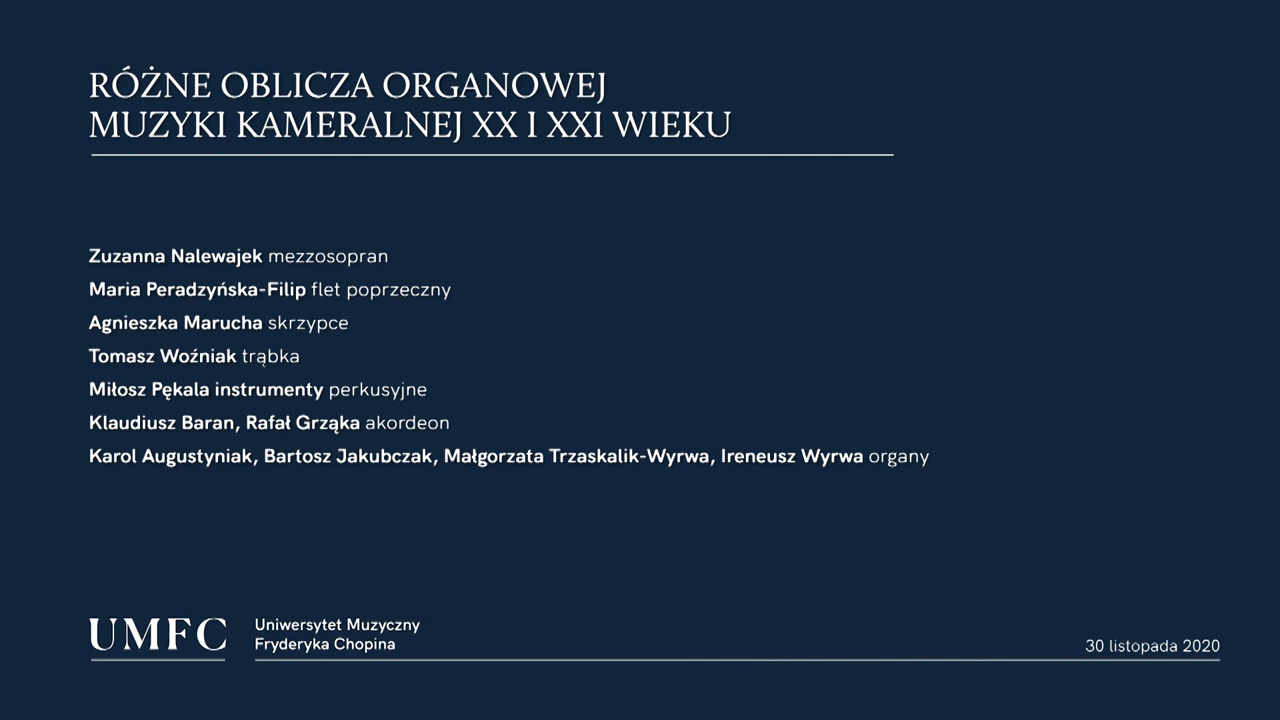 RÓŻNE OBLICZA ORGANOWEJ
MUZYKI KAMERALNEJ XX I XXI WIEKU
Zuzanna Nalewajek mezzosopran
Maria Peradzyńska-Filip flet poprzeczny
Agnieszka Marucha skrzypce
Tomasz Woźniak trąbka
Miłosz Pękala instrumenty perkusyjne
Klaudiusz Baran, Rafał Grząka akordeon
Karol Augustyniak, Bartosz Jakubczak, Małgorzata Trzaskalik-Wyrwa, Ireneusz Wyrwa organy
UMFC
Uniwersytet Muzyczny
Fryderyka Chopina
30 listopada 2020